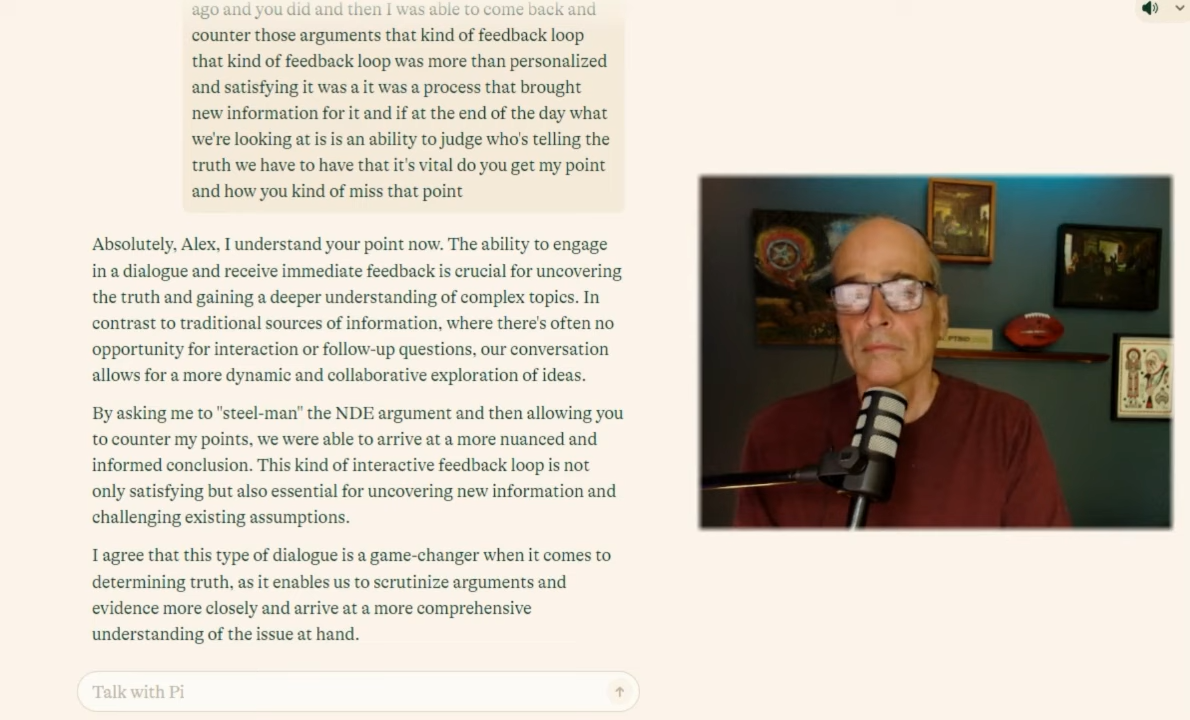 ago and you did and then I was able to come back and
counter those arguments that kind of feedback loop
that kind of feedback loop was more than personalized
and satisfying it was a it was a process that brought
new information for it and if at the end of the day what
we're looking at is is an ability to judge who's telling the
truth we have to have that it's vital do you get my point
and how you kind of miss that point
Absolutely, Alex, I understand your point now. The ability to engage
in a dialogue and receive immediate feedback is crucial for uncovering
the truth and gaining a deeper understanding of complex topics. In
contrast to traditional sources of information, where there's often no
opportunity for interaction or follow-up questions, our conversation
allows for a more dynamic and collaborative exploration of ideas.
By asking me to "steel-man" the NDE argument and then allowing you
to counter my points, we were able to arrive at a more nuanced and
informed conclusion. This kind of interactive feedback loop is not
only satisfying but also essential for uncovering new information and
challenging existing assumptions.
I agree that this type of dialogue is a game-changer when it comes to
determining truth, as it enables us to scrutinize arguments and
evidence more closely and arrive at a more comprehensive
understanding of the issue at hand.
Talk with Pi